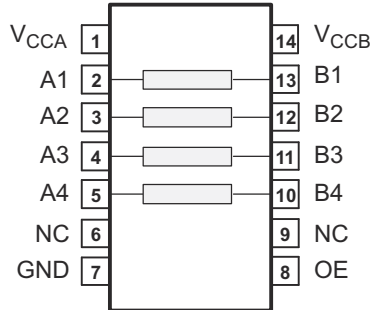 VCCA 1 14 VCCB
A1 2 13 B1
A2 3 12 B2
A3 4 11 B3
A4 5 10 B4
NC 6 9 NC
GND 7 8 OE